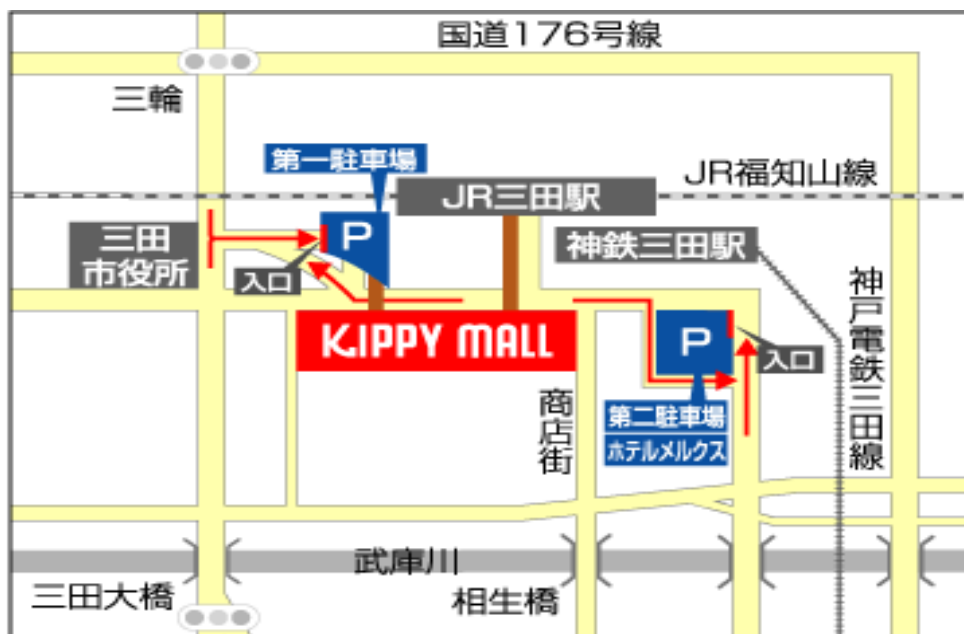 国道176号線
三輪
第一駐車場
JR福知山線
JR三田駅
P
三田
市役所
神鉄三田駅
入口
神戸電鉄三田線
KiPPY MALL
P
入口
商店街
第二駐車場
ホテルメルクス
武庫川
三田大橋
相生橋